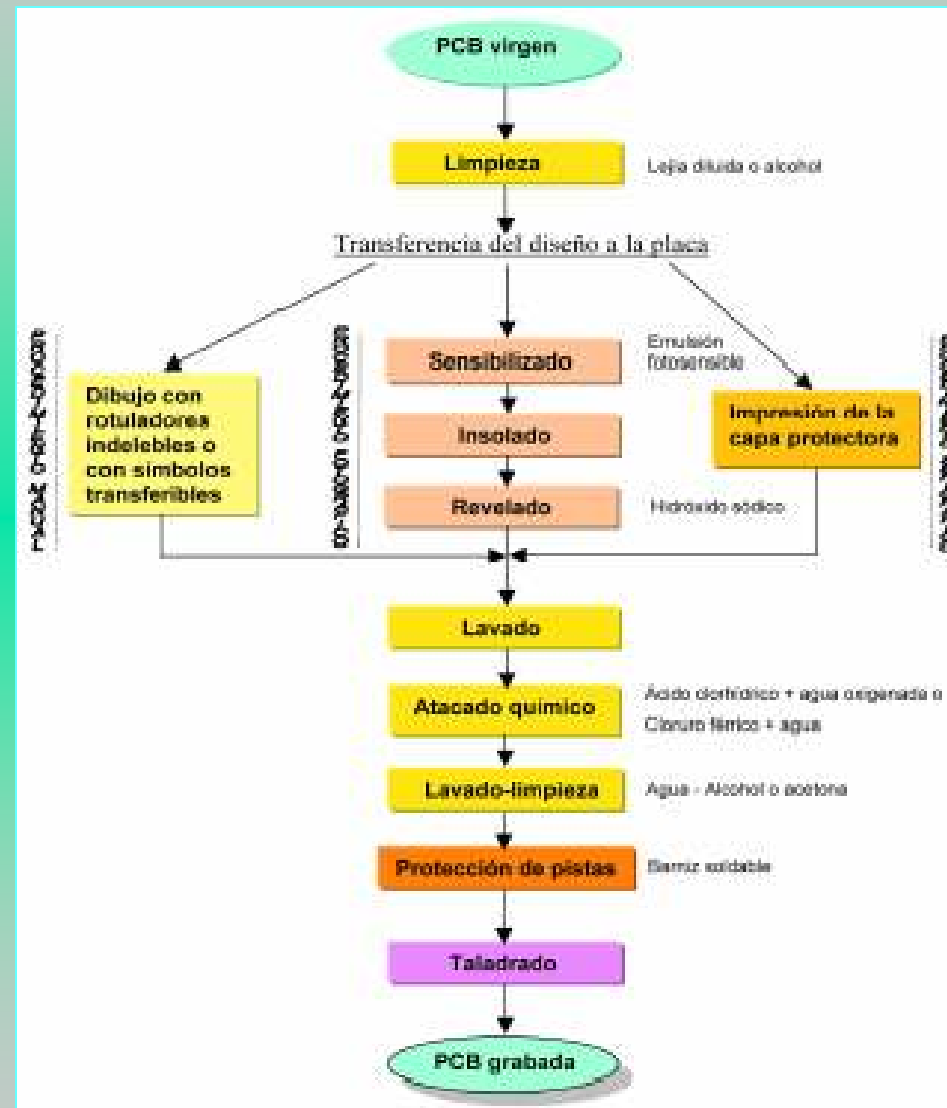 PCB virgen
Limpieza
Lejía diluida o alcohol
Transferencia del diseño a la placa
Dibujo con
rotuladores
indelebles o
con símbolos
transferibles
Sensibilizado
Emulsión
fotosensible
Insolado
Revelado
Hidróxido sódico
Impresión de la
capa protectora
Lavado
Atacado químico
Ácido clorhídrico + agua oxigenada o
Cloruro férrico + agua
Lavado-limpieza
Agua - Alcohol o acetona
Protección de pistas
Barniz soldable
Taladrado
PCB grabada